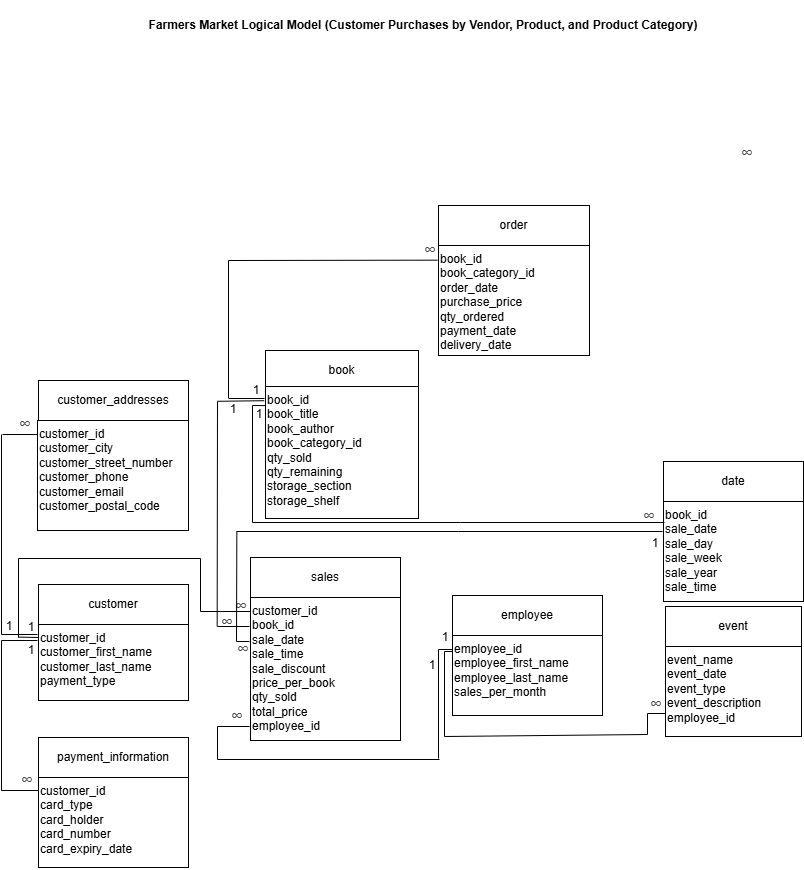 Farmers Market Logical Model (Customer Purchases by Vendor, Product, and Product Category)
∞
order
∞
book_id
book_category_id
order_date
purchase_price
qty_ordered
payment_date
delivery_date
book
1
1
1
book_id
book_title
book_author
book_category_id
qty_sold
qty_remaining
storage_section
storage_shelf
customer_addresses
∞
customer_id
customer_city
customer_street_number
customer_phone
customer_email
customer_postal_code
date
∞
1
book_id
sale_date
sale_day
sale_week
sale_year
sale_time
customer
1
1
1
customer_id
customer_first_name
customer_last_name
payment_type
sales
∞
∞
∞
∞
customer_id
book_id
sale_date
sale_time
sale_discount
price_per_book
qty_sold
total_price
employee_id
employee
1
1
employee_id
employee_first_name
employee_last_name
sales_per_month
event
∞
event_name
event_date
event_type
event_description
employee_id
payment_information
∞
customer_id
card_type
card_holder
card_number
card_expiry_date